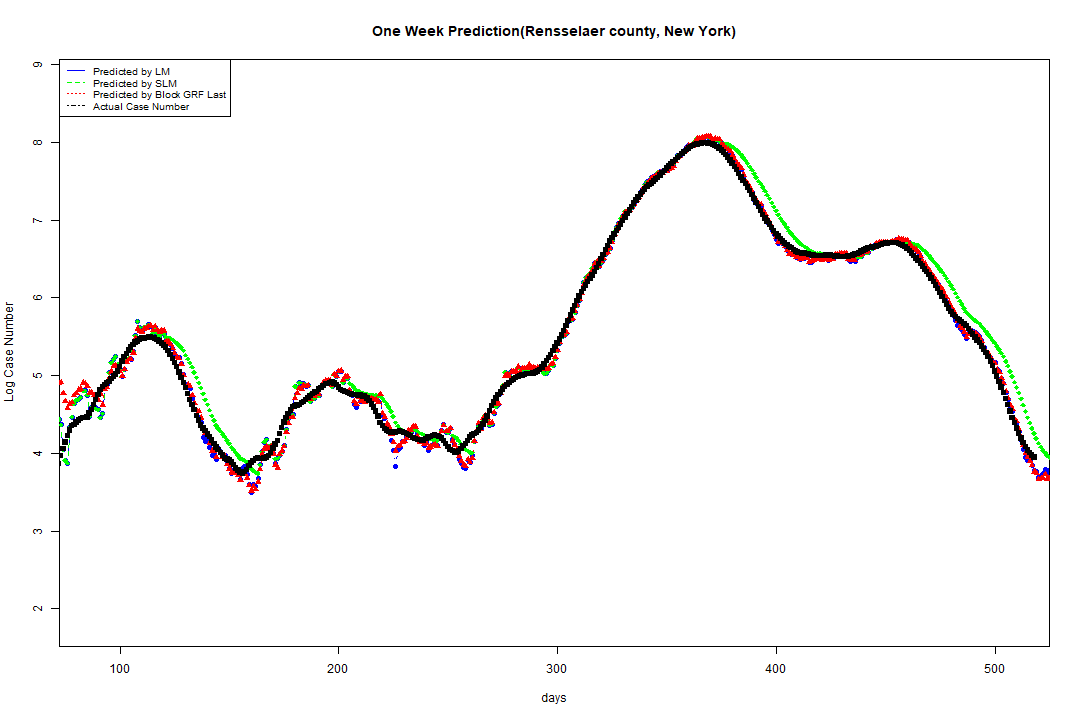 One Week Prediction(Rensselaer county, New York)
Predicted by LM
Predicted by SLM
Predicted by Block GRF Last
Actual Case Number
Log Case Number
9
8
7
6
5
4
3
2
100 200 300 400 500
days